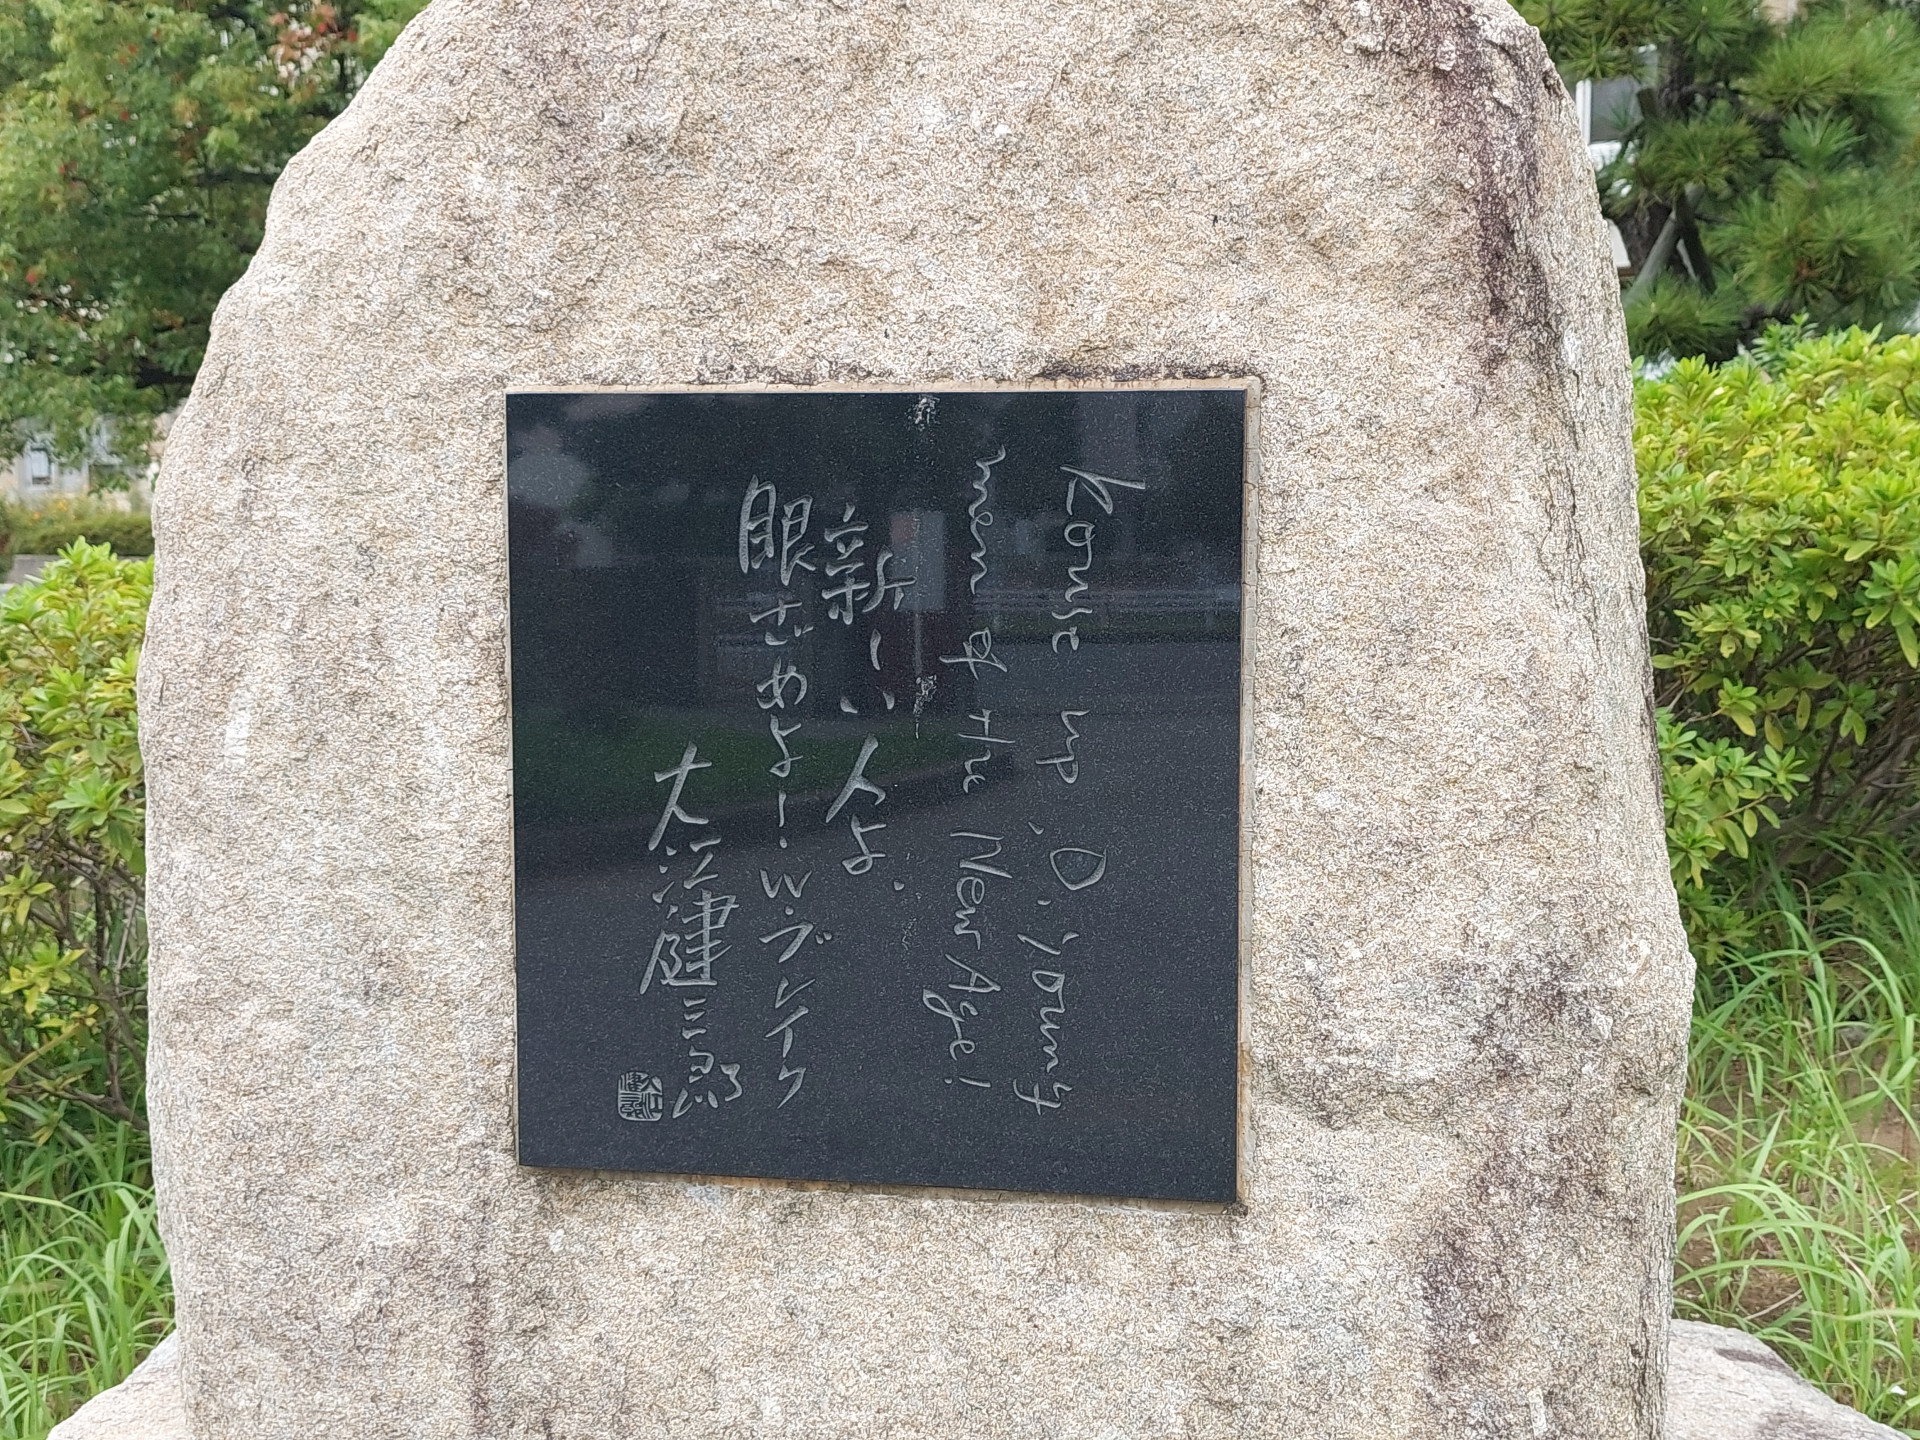 Rouse up, O, young
men of the New Age!
新しい人よ、
眼ざめよ！W・ブレイク
大江健三郎